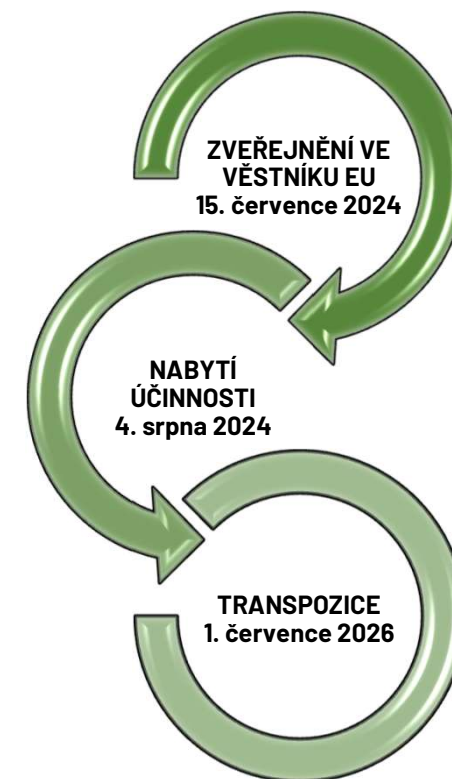 ZVEŘEJNĚNÍ VE
VĚSTNÍKU EU
15. července 2024
NABYTÍ
ÚČINNOSTI
4. srpna 2024
TRANSPOZICE
1. července 2026